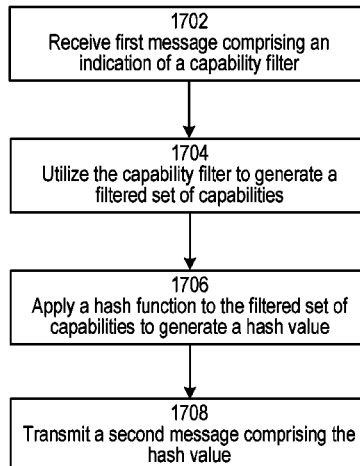 1702
Receive first message comprising an
indication of a capability filter
1704
Utilize the capability filter to generate a
filtered set of capabilities
1706
Apply a hash function to the filtered set of
capabilities to generate a hash value
1708
Transmit a second message comprising the
hash value